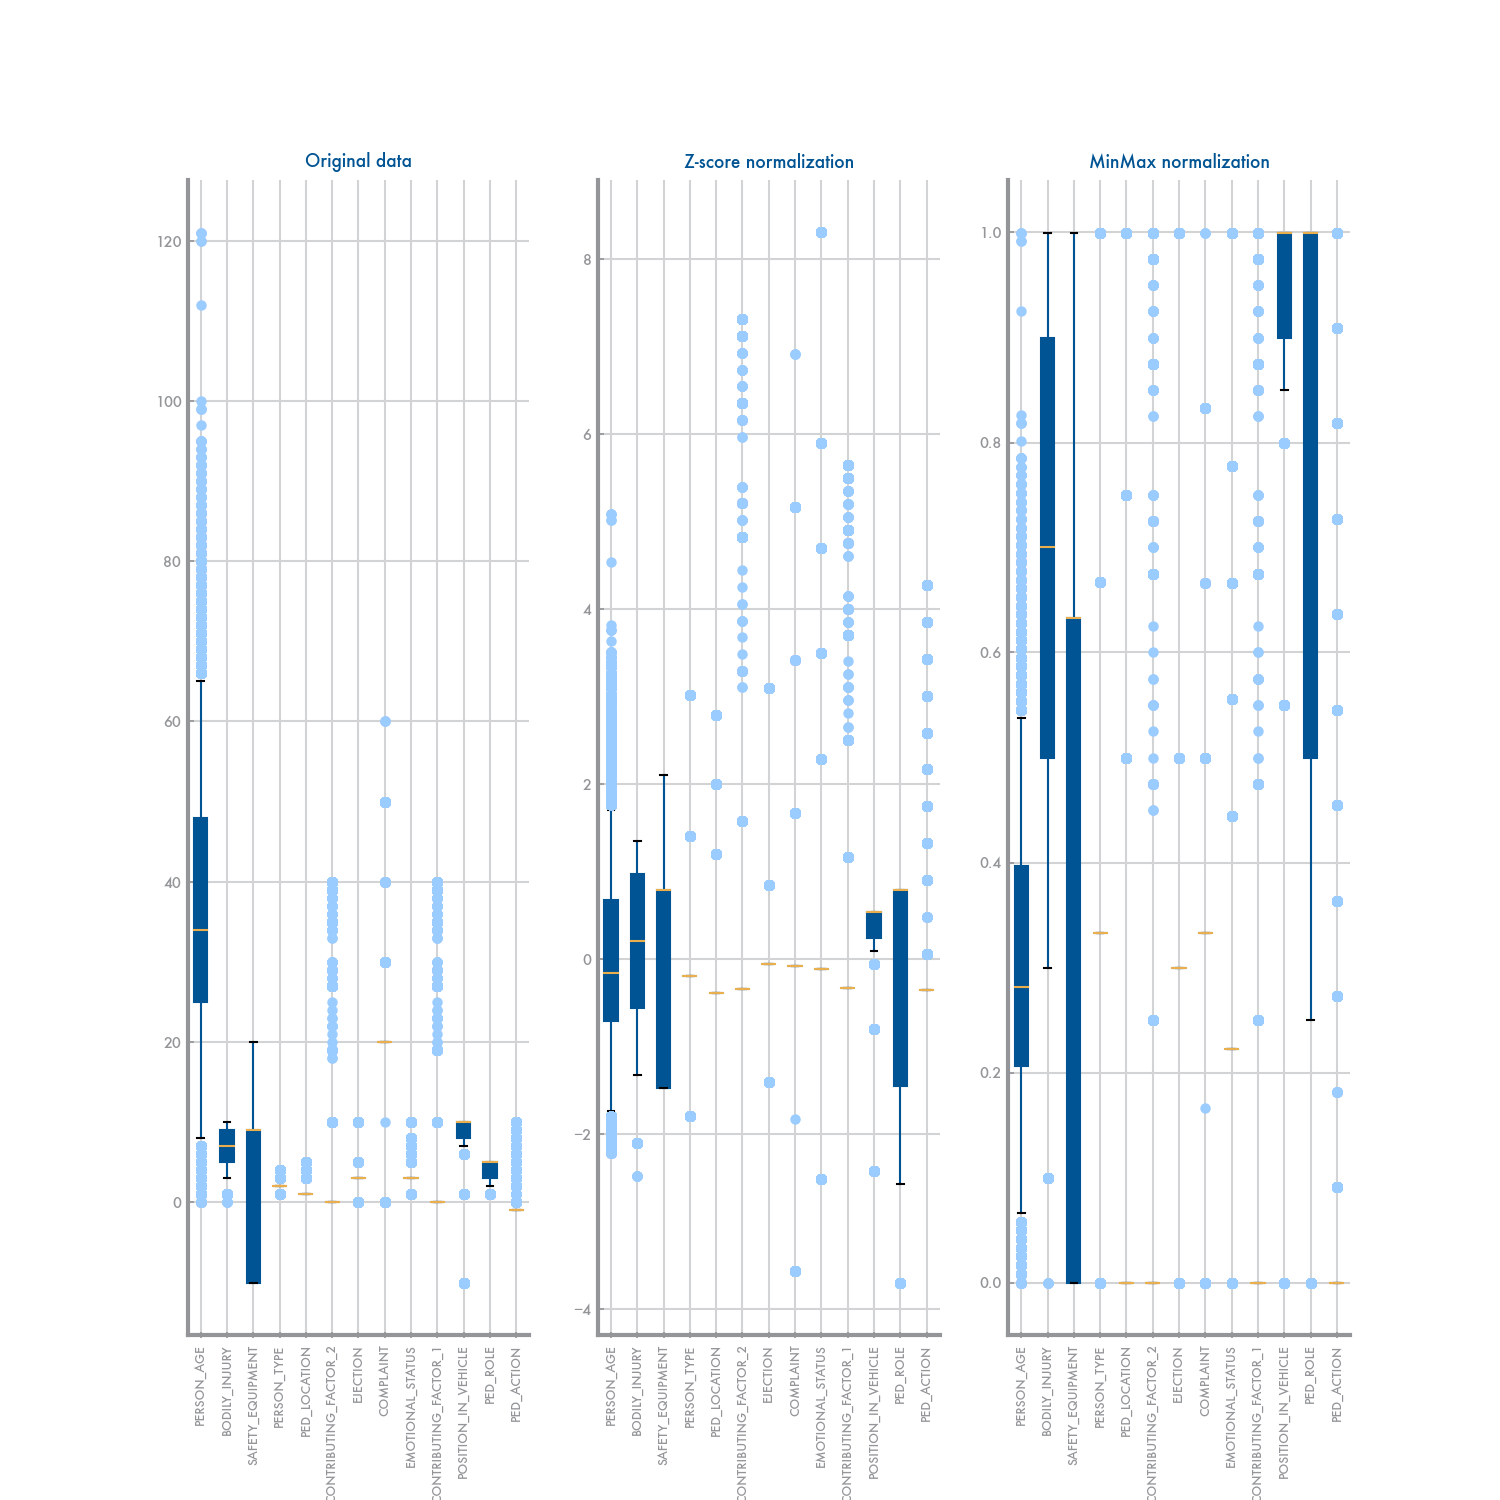 Original data
Z-score normalization
MinMax normalization
120
100
80
60
40
20
0
8
6
4
2
0
−2
−4
1.0
0.8
0.6
0.4
0.2
0.0
PERSON_AGE
BODILY_INJURY
SAFETY_EQUIPMENT
PERSON_TYPE
PED_LOCATION
CONTRIBUTING_FACTOR_2
EJECTION
COMPLAINT
EMOTIONAL_STATUS
CONTRIBUTING_FACTOR_1
POSITION_IN_VEHICLE
PED_ROLE
PED_ACTION
PERSON_AGE
BODILY_INJURY
SAFETY_EQUIPMENT
PERSON_TYPE
PED_LOCATION
CONTRIBUTING_FACTOR_2
EJECTION
COMPLAINT
EMOTIONAL_STATUS
CONTRIBUTING_FACTOR_1
POSITION_IN_VEHICLE
PED_ROLE
PED_ACTION
PERSON_AGE
BODILY_INJURY
SAFETY_EQUIPMENT
PERSON_TYPE
PED_LOCATION
CONTRIBUTING_FACTOR_2
EJECTION
COMPLAINT
EMOTIONAL_STATUS
CONTRIBUTING_FACTOR_1
POSITION_IN_VEHICLE
PED_ROLE
PED_ACTION